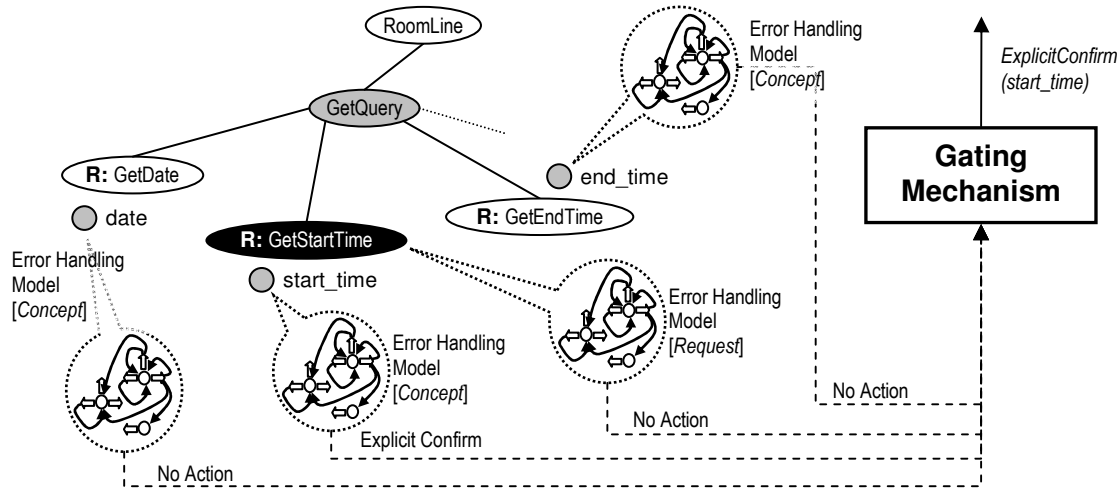 RoomLine
Error Handling
Model
[Concept]
ExplicitConfirm
(start_time)
GetQuery
Gating
Mechanism
R: GetDate
end_time
date
R: GetEndTime
R: GetStartTime
Error Handling
Model
[Concept]
start_time
Error Handling
Model
[Request]
Error Handling
Model
[Concept]
No Action
No Action
Explicit Confirm
No Action